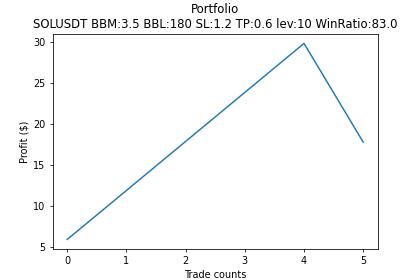 Portfolio
SOLUSDT BBM:3.5 BBL:180 SL:1.2 TP:0.6 lev:10 WinRatio:83.0
30
25
20
15
10
5
Profit ($)
0 1 2 3 4 5
Trade counts